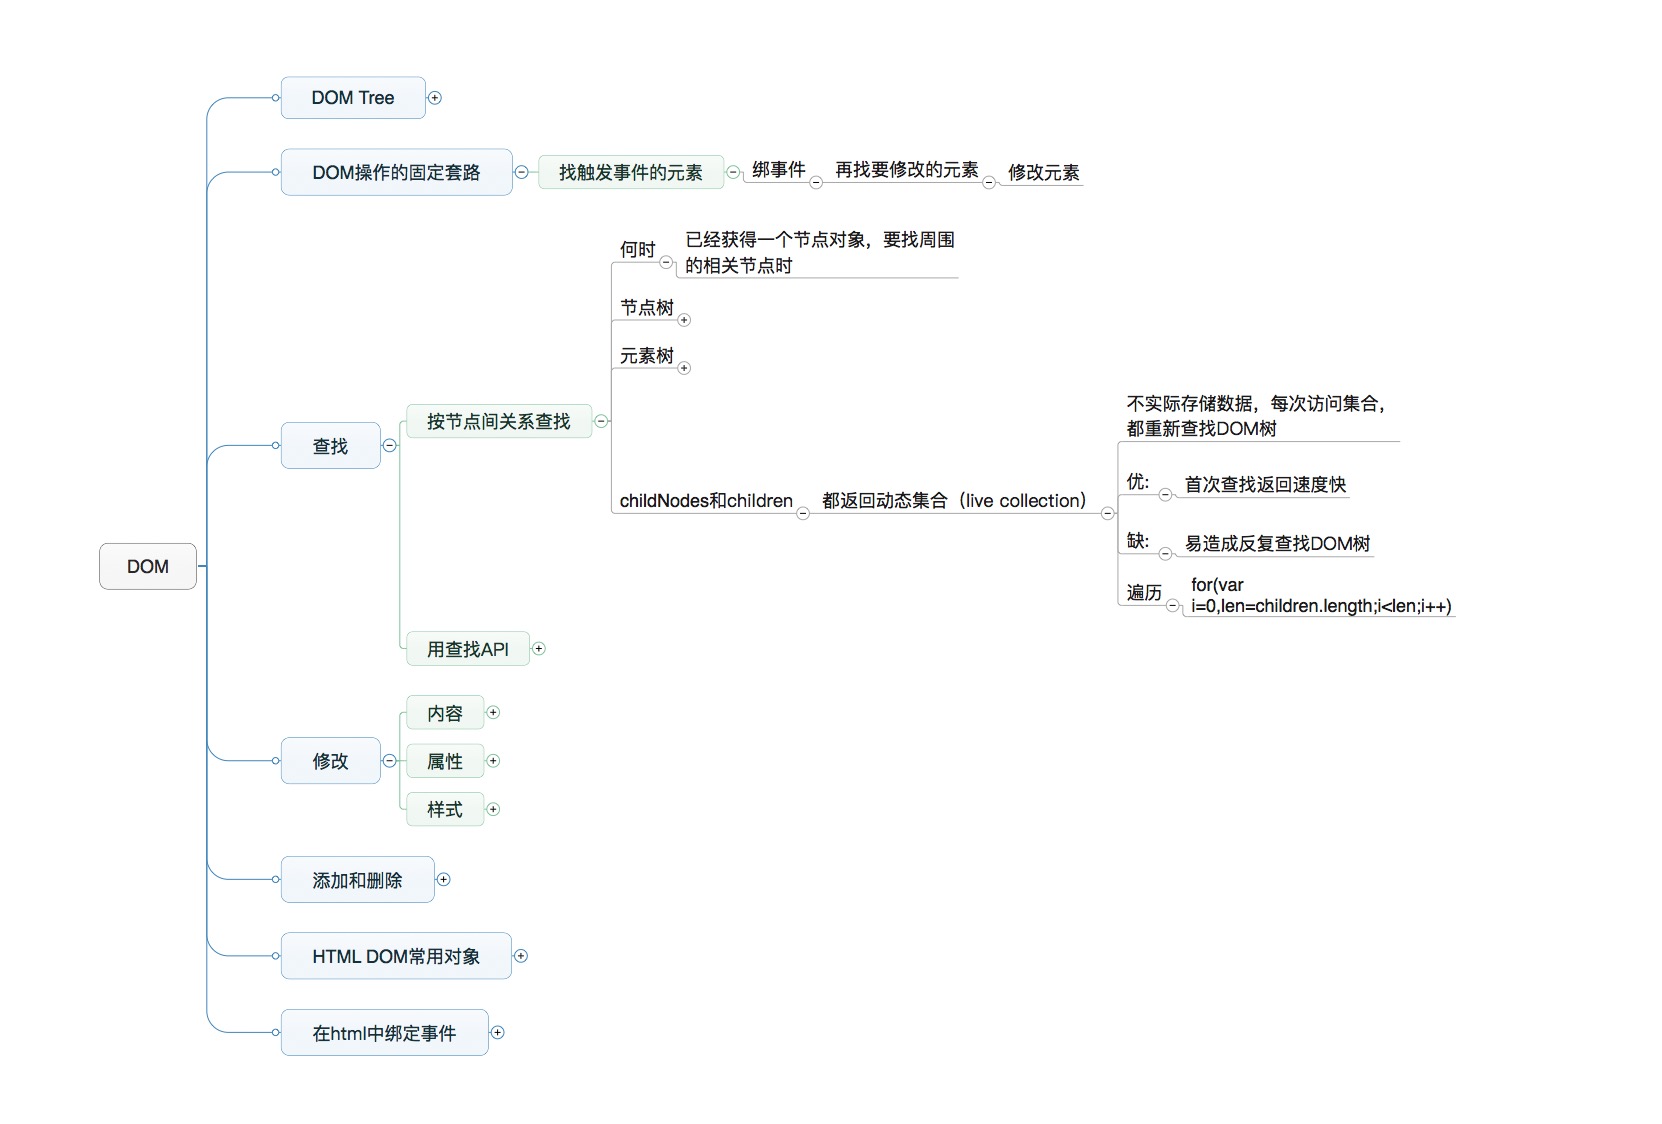 DOM Tree
DOM操作的固定套路
找触发事件的元素
绑事件
再找要修改的元素
修改元素
何时
已经获得一个节点对象，要找周围
的相关节点时
节点树
元素树
查找
按节点间关系查找
childNodes和children
都返回动态集合（live collection）
不实际存储数据，每次访问集合，
都重新查找DOM树
优:
首次查找返回速度快
缺:
易造成反复查找DOM树
遍历
for(var
i=0,len=children.length;i<len;i++)
DOM
用查找API
修改
内容
属性
样式
添加和删除
HTML DOM常用对象
在html中绑定事件